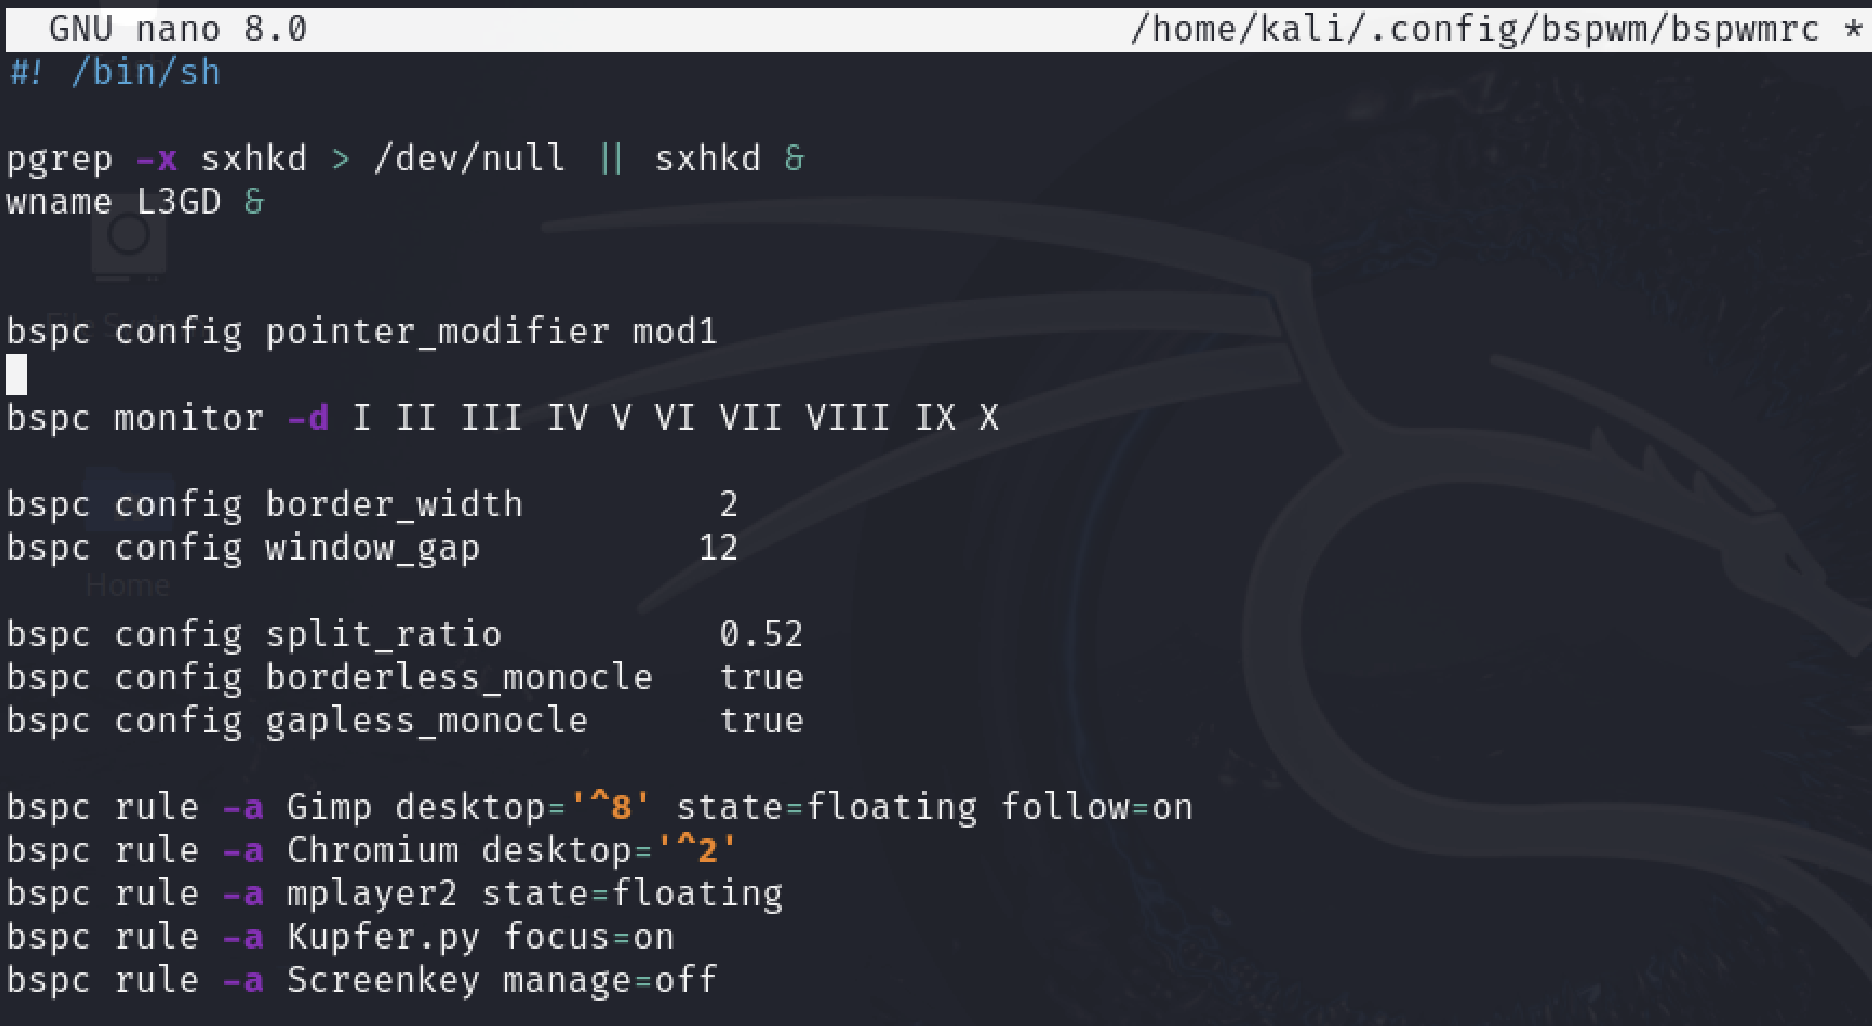 GNU nano 8.0 /home/kali/.config/bspwm/bspwmrc *
#! /bin/sh
pgrep -x sxhkd > /dev/null || sxhkd &
wname L3GD &
File System
bspc config pointer_modifier mod1
bspc monitor -d I II III IV V VI VII VIII IX X
bspc config border_width 2
bspc config window_gap 12
Home
bspc config split_ratio 0.52
bspc config borderless_monocle true
bspc config gapless_monocle true
bspc rule -a Gimp desktop='^8' state=floating follow=on
bspc rule -a Chromium desktop='^2'
bspc rule -a mplayer2 state=floating
bspc rule -a Kupfer.py focus=on
bspc rule -a Screenkey manage=off